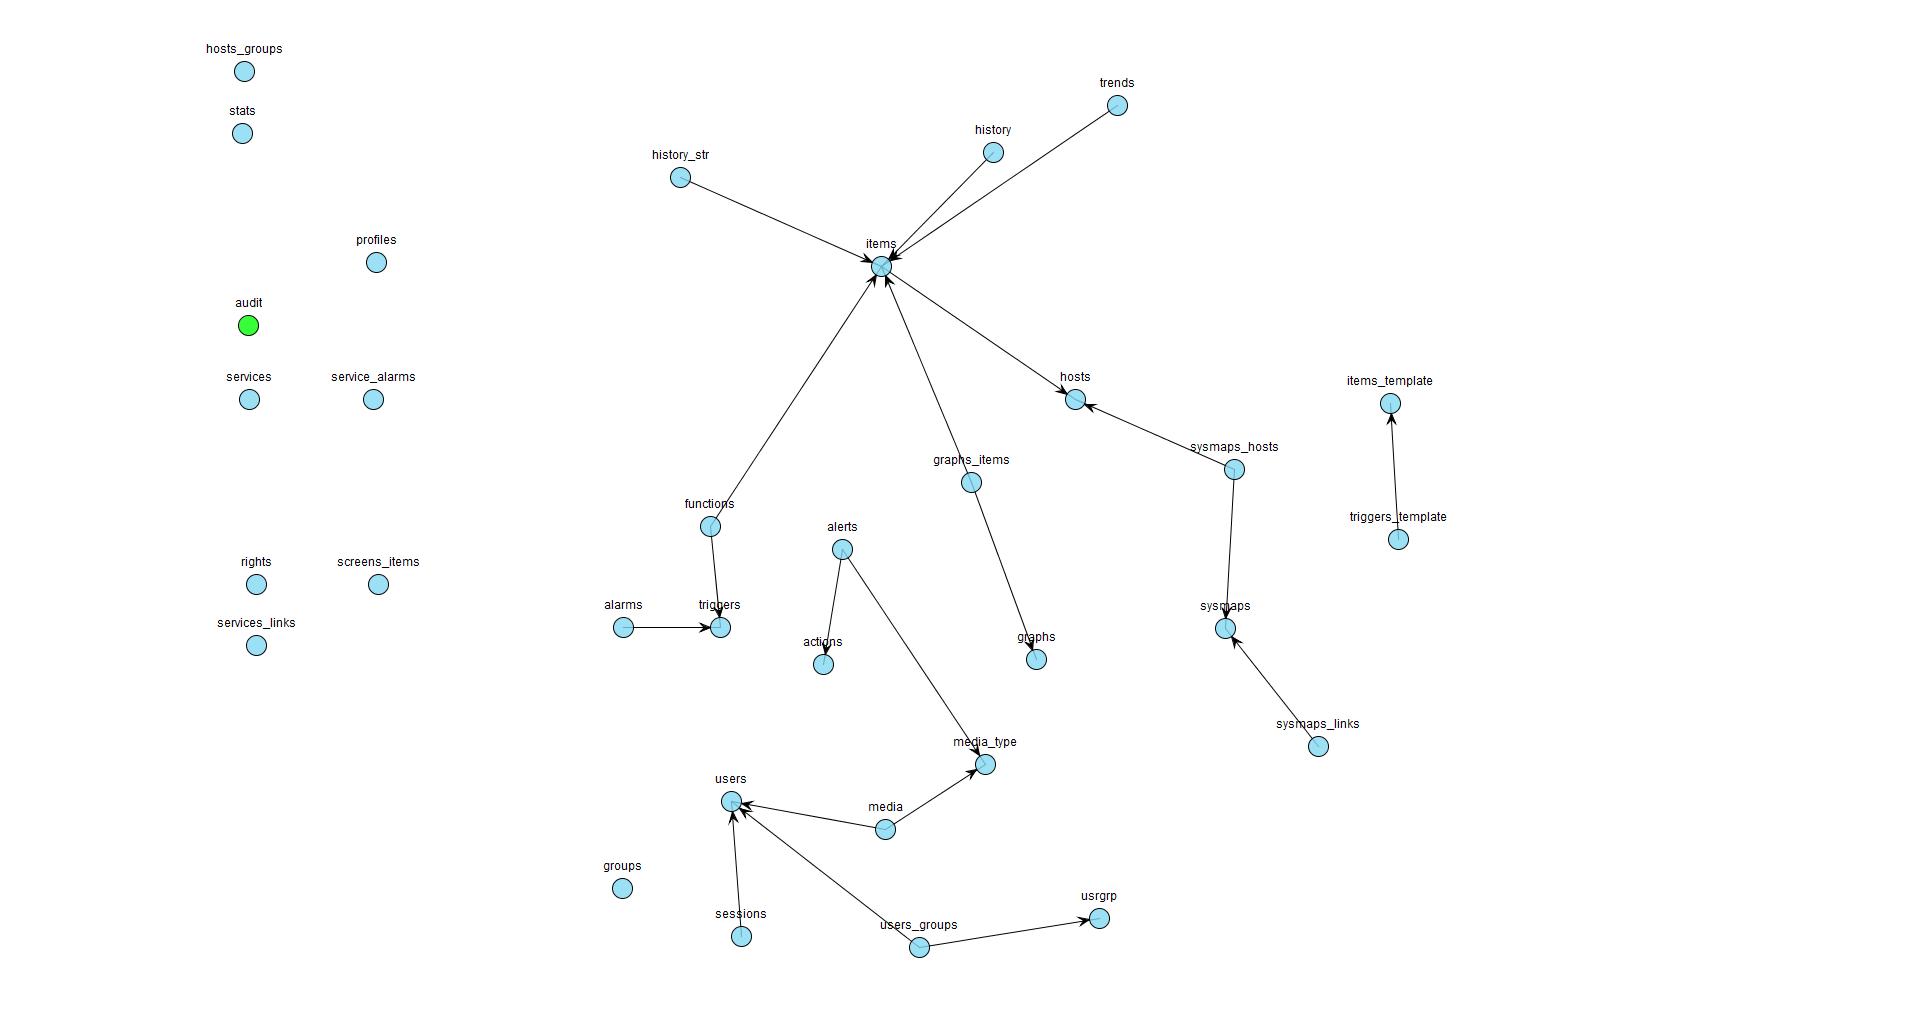 hosts_groups
stats
trends
history
history_str
profiles
items
audit
services
service_alarms
hosts
items_template
sysmaps_hosts
graphs_items
functions
triggers_template
alerts
rights
screens_items
alarms
triggers
sysmaps
services_links
actions
graphs
sysmaps_links
media_type
users
media
groups
usrgrp
sessions
users_groups